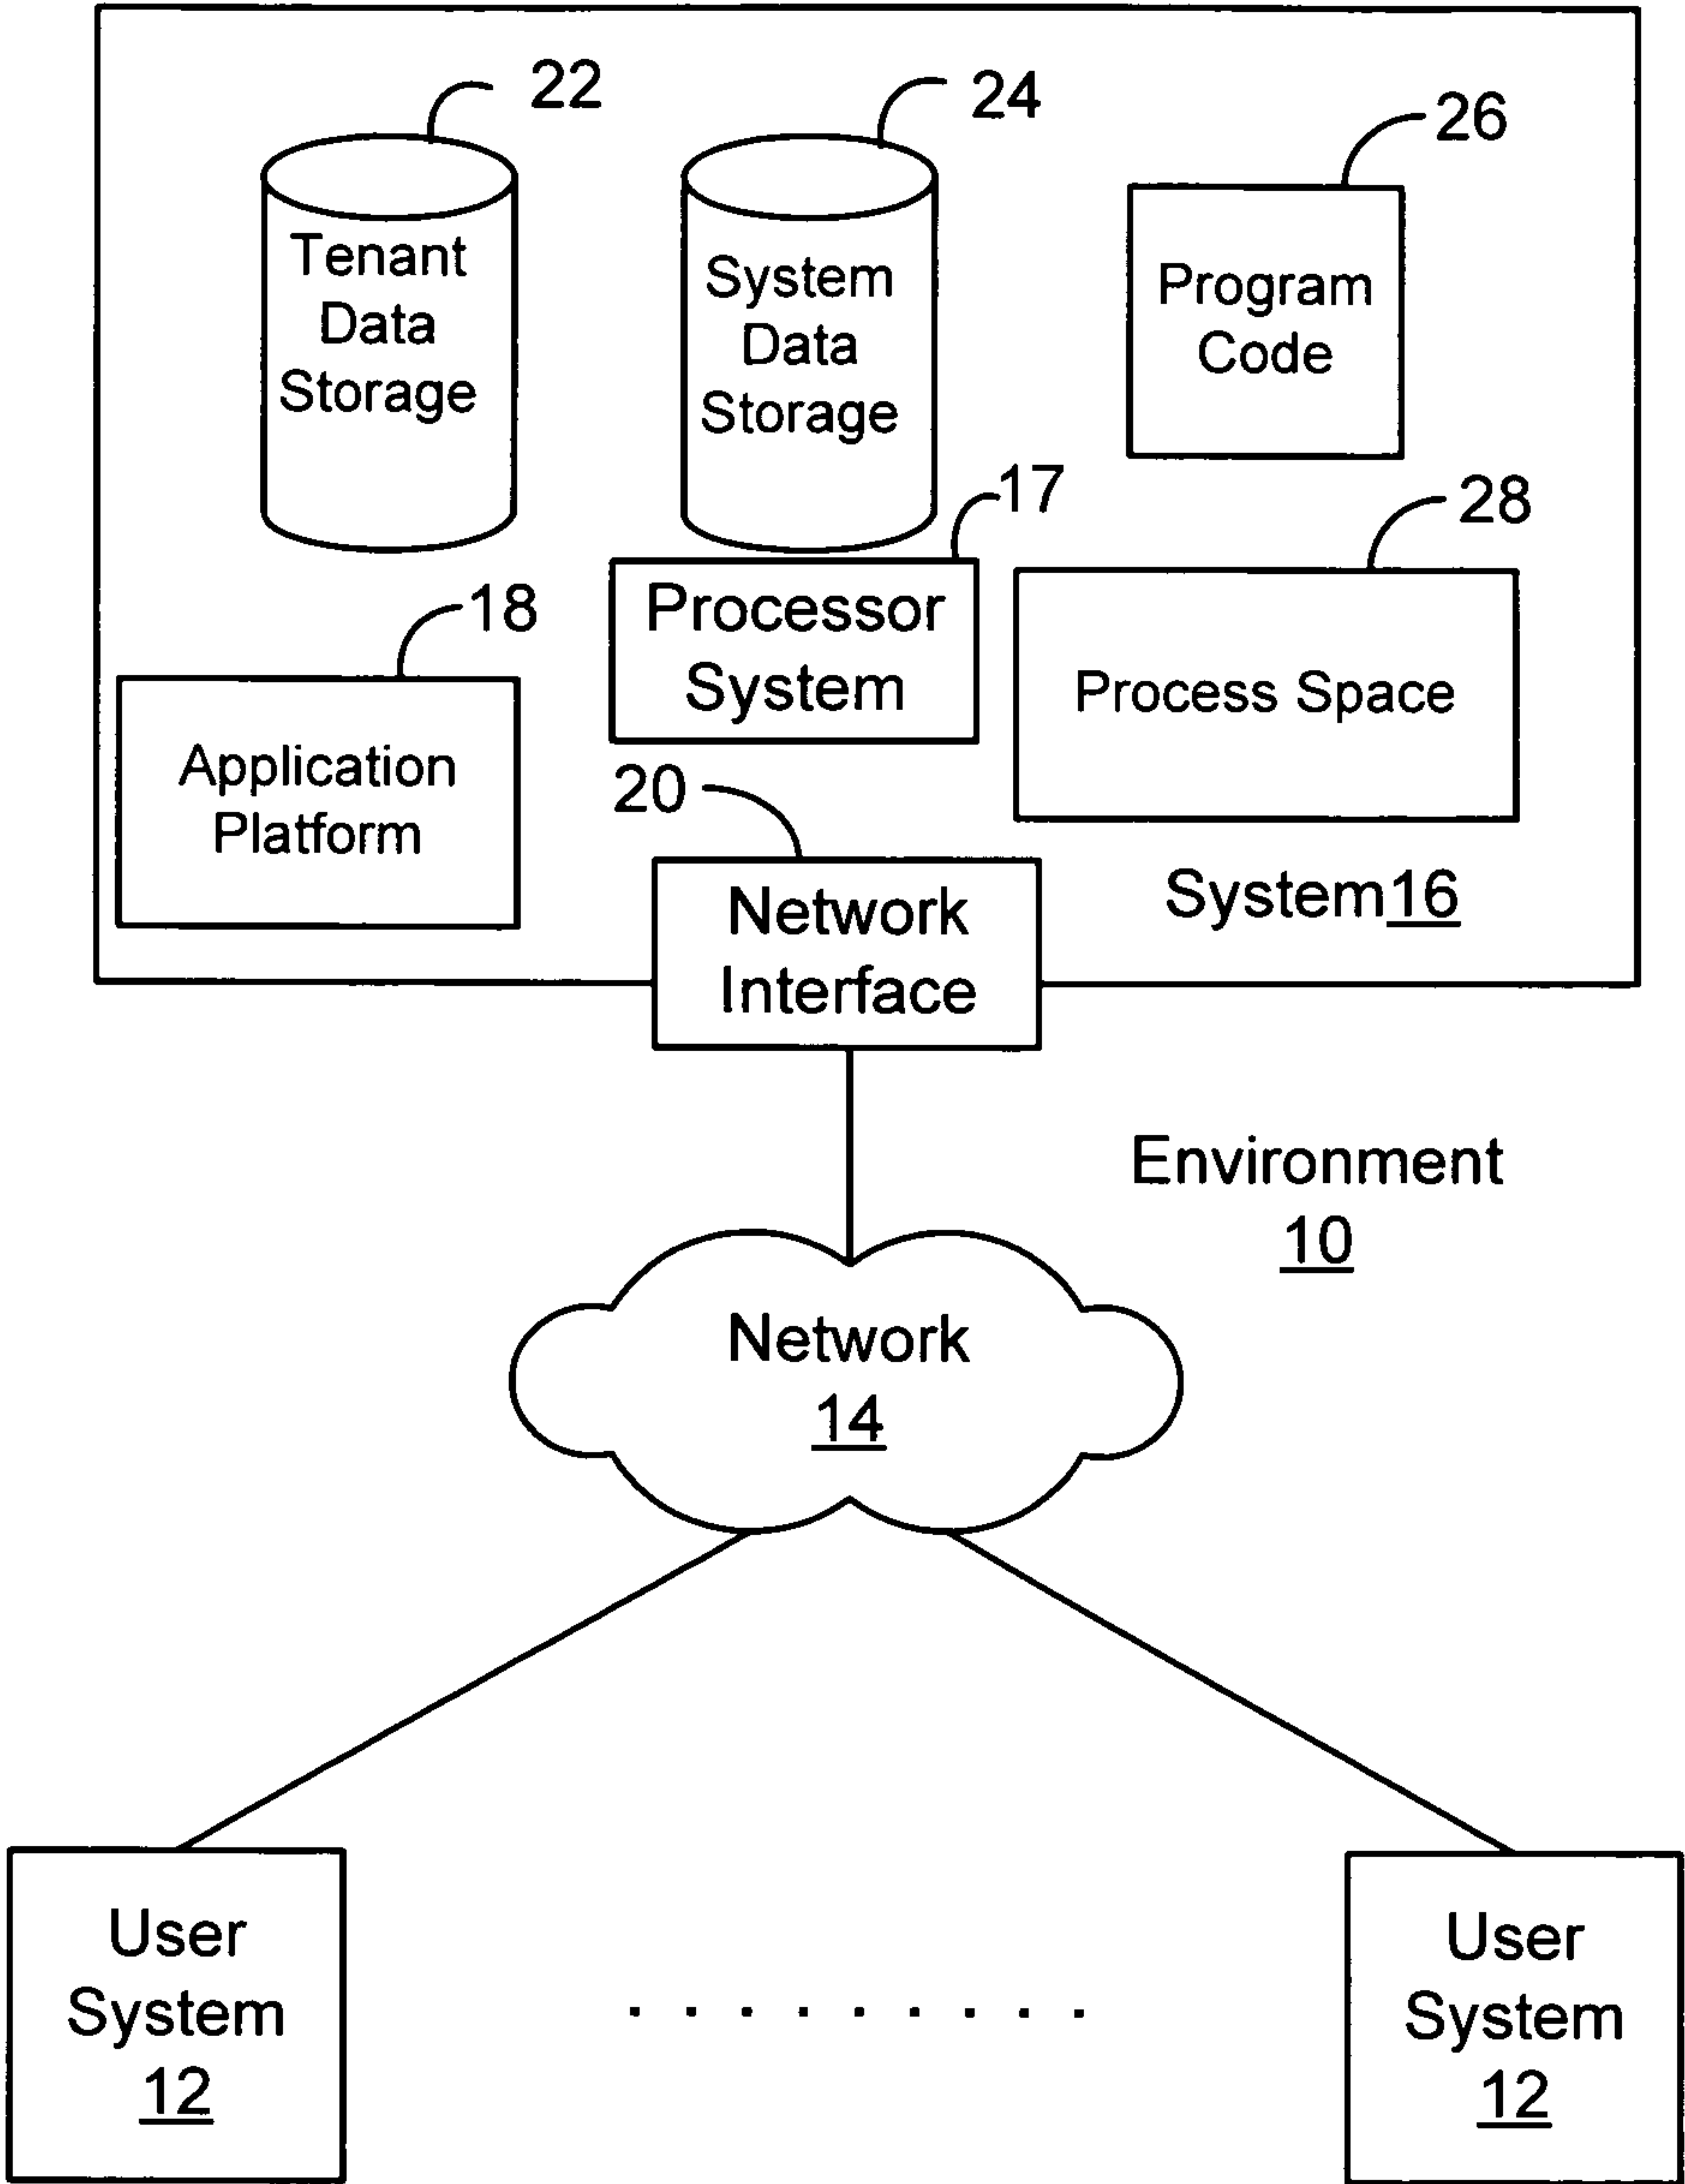 22
24
26
Tenant
Data
Storage
System
Data
Storage
Program
Code
17
28
18
Processor
System
Process Space
Application
Platform
20
Network
Interface
System16
Environment
10
Network
14
User
System
12
. . . . . . . . .
User
System
12